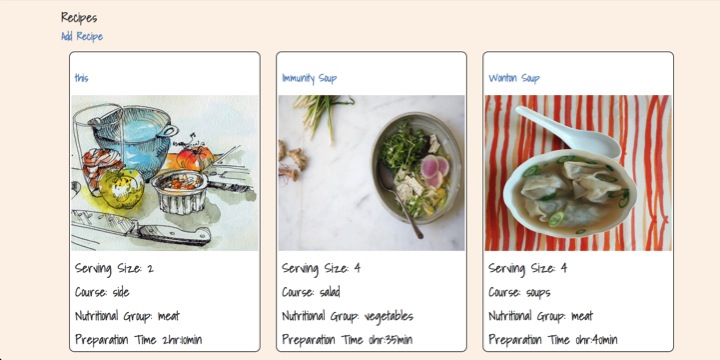 Recipes
Add Recipe
this
Serving Size: 2
Course: side
Nutritional Group: meat
Preparation Time 2hr:10min
Immunity Soup
Serving Size: 4
Course: salad
Nutritional Group: vegetables
Preparation Time 0hr:35min
Wonton Soup
Serving Size: 4
Course: soups
Nutritional Group: meat
Preparation Time 0hr:40min